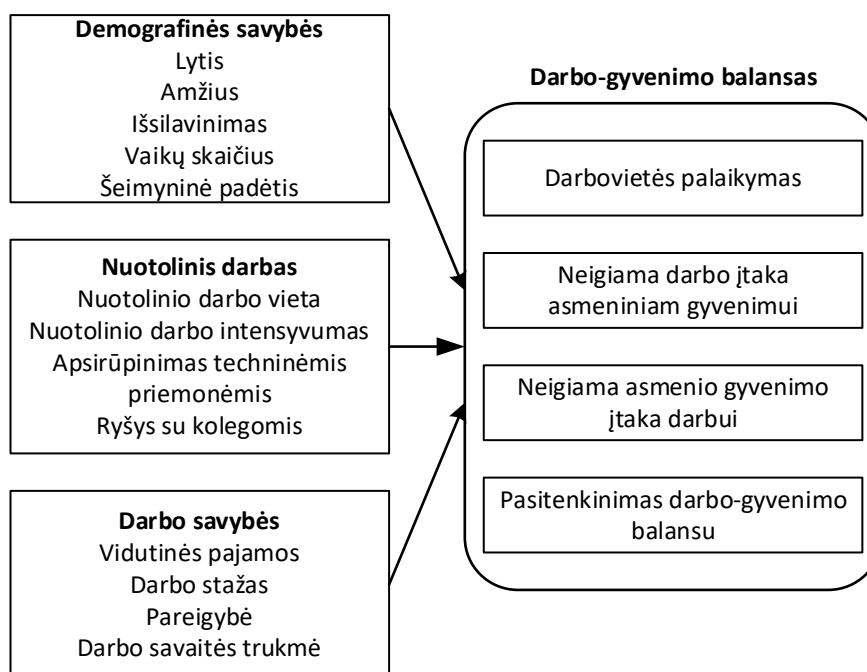 Demografinės savybės
Lytis
Amžius
Išsilavinimas
Vaikų skaičius
Šeimyninė padėtis
Nuotolinis darbas
Nuotolinio darbo vieta
Nuotolinio darbo intensyvumas
Apsirūpinimas techninėmis
priemonėmis
Ryšys su kolegomis
Darbo savybės
Vidutinės pajamos
Darbo stažas
Pareigybė
Darbo savaitės trukmė
Darbo-gyvenimo balansas
Darbovietės palaikymas
Neigiama darbo įtaka
asmeniniam gyvenimui
Neigiama asmenio gyvenimo
įtaka darbui
Pasitenkinimas darbo-gyvenimo
balansu